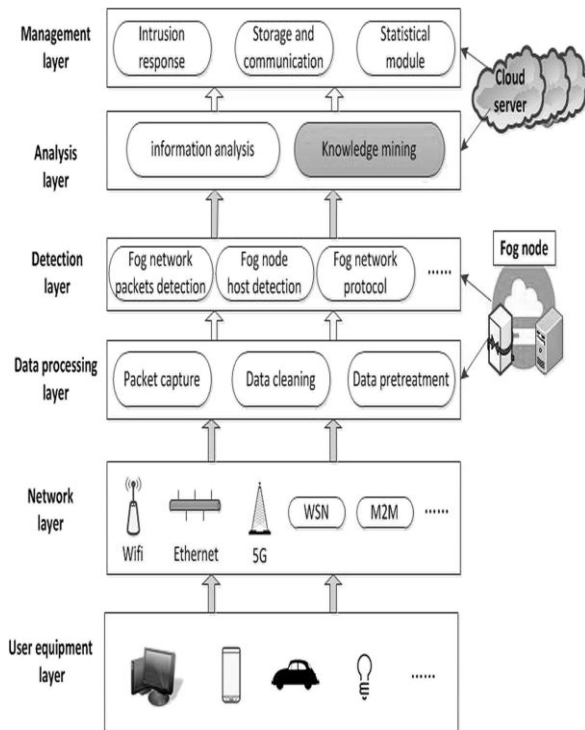 Management
layer
Intrusion
response
Storage and
communication
Statistical
module
Cloud
server
Analysis
layer
information analysis
Knowledge mining
Detection
layer
Fog network
packets detection
Fog node
host detection
Fog network
protocol
......
Fog node
Data processing
layer
Packet capture
Data cleaning
Data pretreatment
Network
layer
Wifi
Ethernet
5G
WSN
M2M
......
User equipment
layer
......